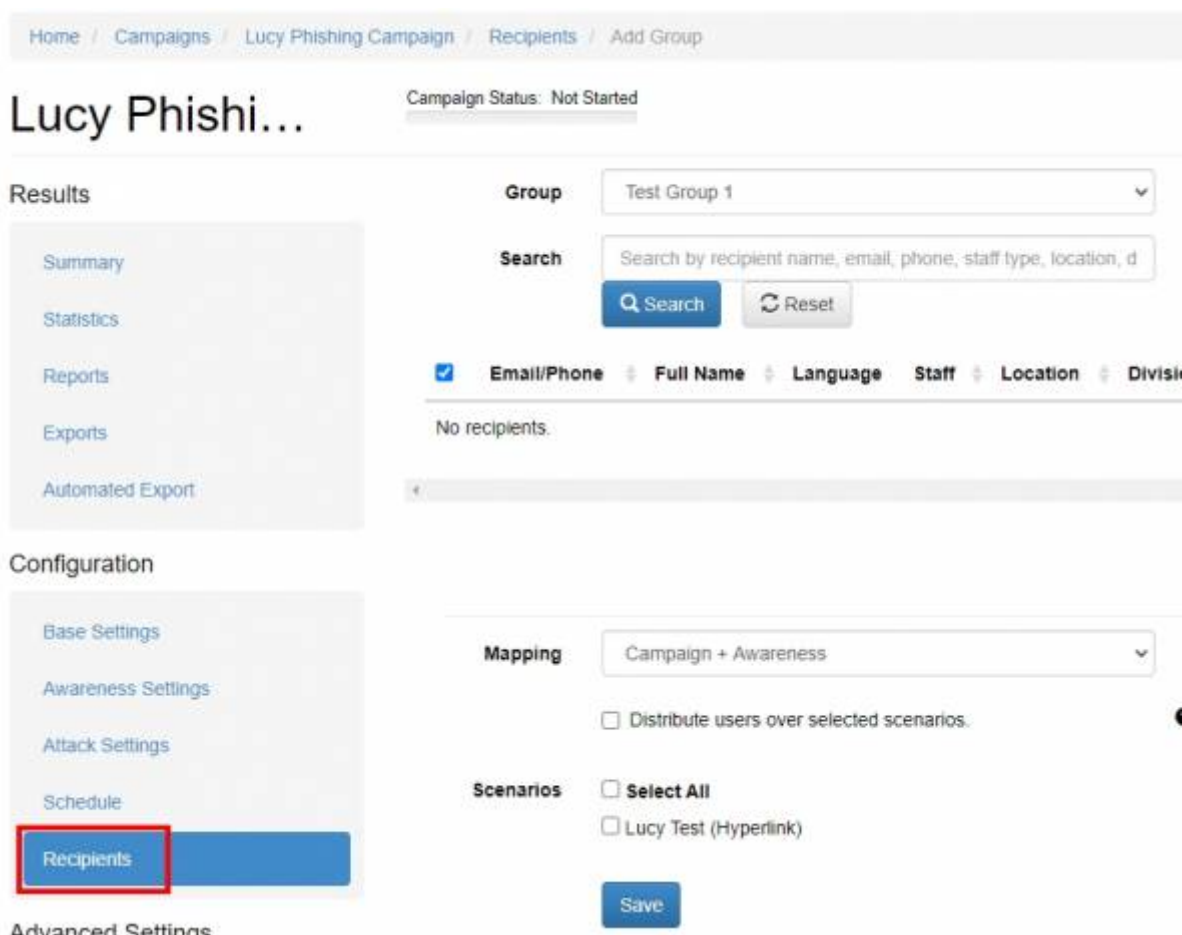 Home / Campaigns / Lucy Phishing Campaign / Recipients / Add Group
Lucy Phishi...
Campaign Status: Not Started
Results
Summary
Statistics
Reports
Exports
Automated Export
Configuration
Base Settings
Awareness Settings
Attack Settings
Schedule
Recipients
Advanced Settings
Group Test Group 1
Search Search by recipient name, email, phone, staff type, location, d
Search Reset
Email/Phone Full Name Language Staff Location Divisi
No recipients.
Mapping Campaign + Awareness
Distribute users over selected scenarios.
Scenarios Select All
Lucy Test (Hyperlink)
Save